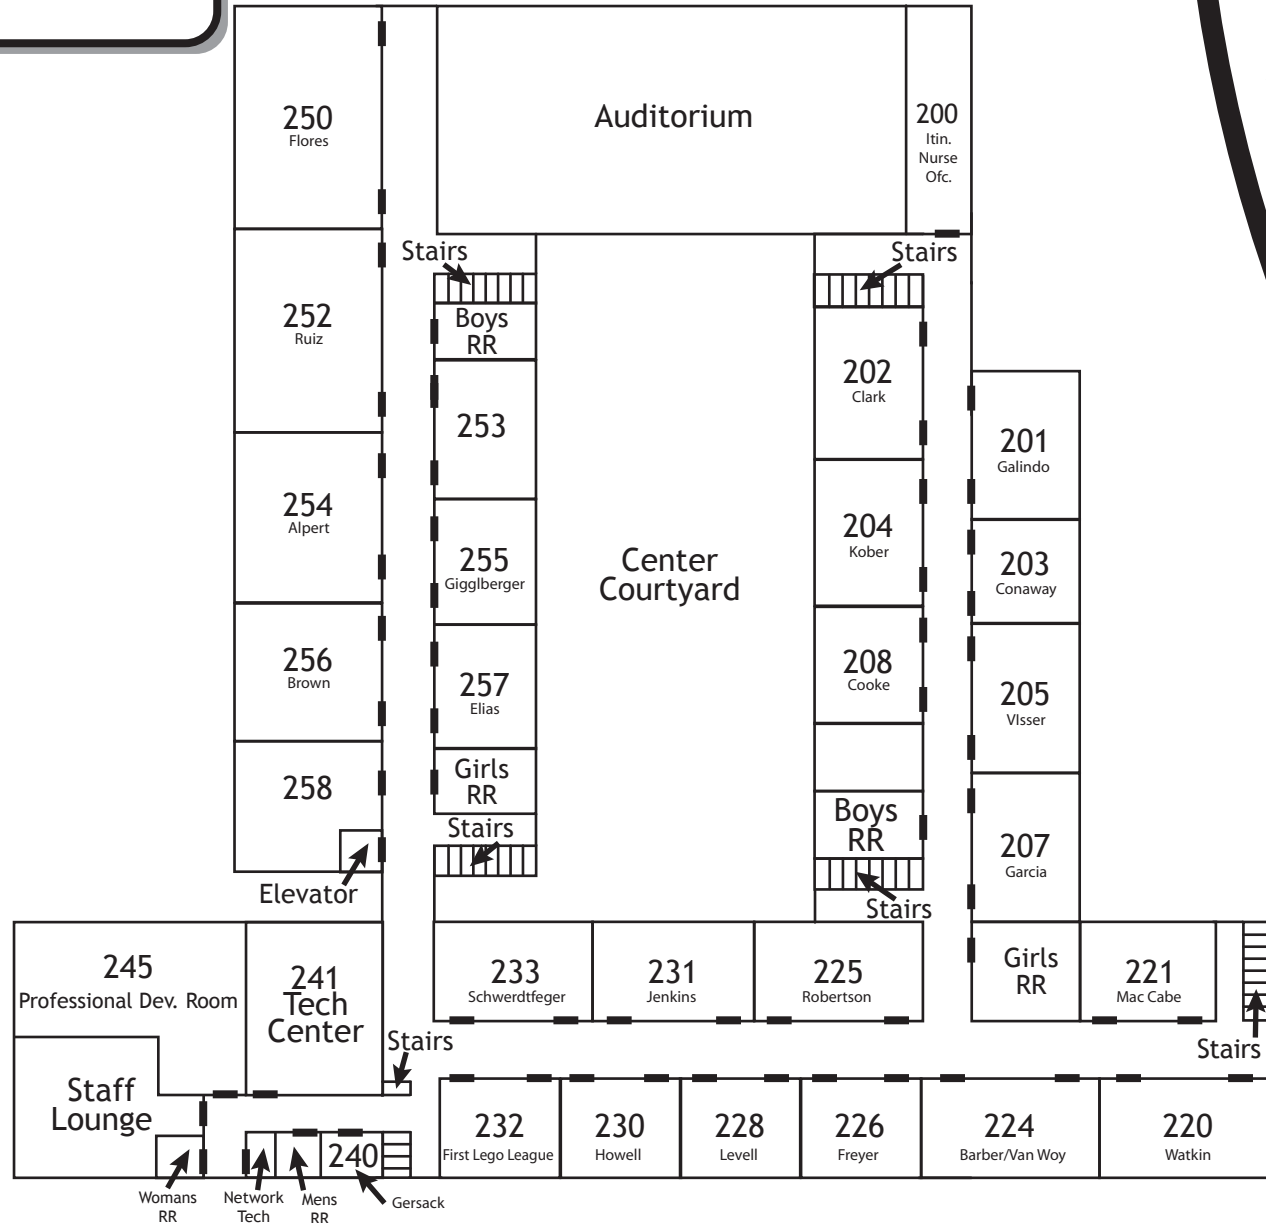 Auditorium
200
Itin.
Nurse
Ofc.
250
Flores
Stairs
Stairs
252
Ruiz
Boys
RR
202
Clark
253
201
Galindo
254
Alpert
255
Gigglberger
Center
Courtyard
204
Kober
203
Conaway
256
Brown
257
Elias
208
Cooke
205
VIsser
258
Girls
RR
Stairs
Boys
RR
207
Garcia
Elevator
Stairs
245
Professional Dev. Room
241
Tech
Center
233
Schwerdtfeger
231
Jenkins
225
Robertson
Girls
RR
221
Mac Cabe
Stairs
Stairs
Staff
Lounge
232
First Lego League
230
Howell
228
Levell
226
Freyer
224
Barber/Van Woy
220
Watkin
240
Womans
RR
Network
Tech
Mens
RR
Gersack